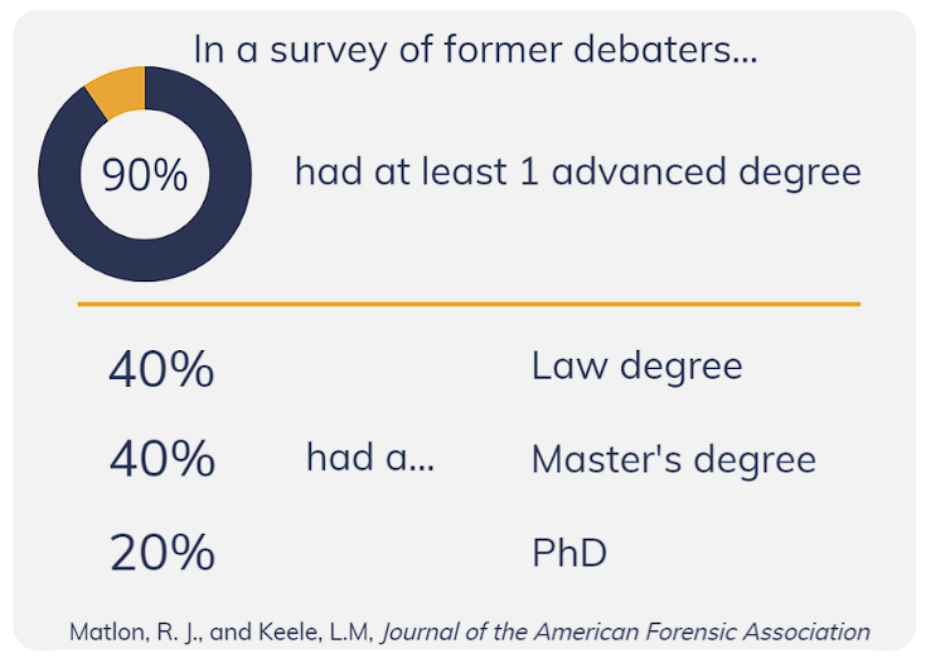 In a survey of former debaters...
90%
had at least 1 advanced degree
40%
Law degree
40%
had a...
Master's degree
20%
PhD
Matlon, R. J., and Keele, L.M, Journal of the American Forensic Association